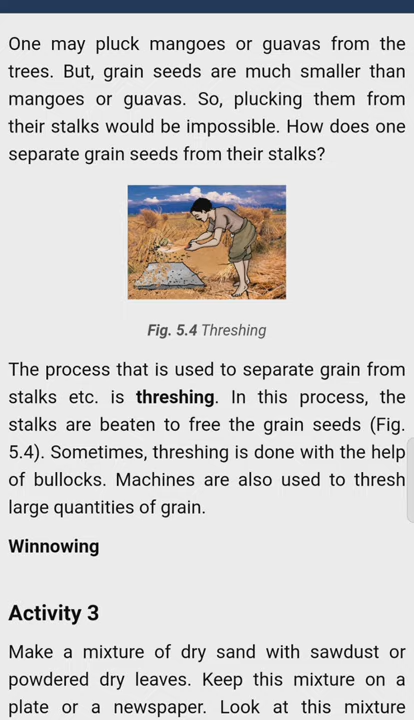 One may pluck mangoes or guavas from the
trees. But, grain seeds are much smaller than
mangoes or guavas. So, plucking them from
their stalks would be impossible. How does one
separate grain seeds from their stalks?
Fig. 5.4 Threshing
The process that is used to separate grain from
stalks etc. is threshing. In this process, the
stalks are beaten to free the grain seeds (Fig.
5.4). Sometimes, threshing is done with the help
of bullocks. Machines are also used to thresh
large quantities of grain.
Winnowing
Activity 3
Make a mixture of dry sand with sawdust or
powdered dry leaves. Keep this mixture on a
plate or a newspaper. Look at this mixture